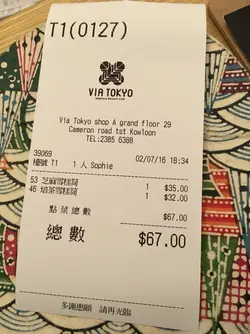 T1(0127)
VIA TOKYO
Via Tokyo shop A grand floor 29
Cameron road tst Kowloon
TEL:2385 6388
39069
檯號 T1 1 人 Sophie 02/07/16 18:34
53 芝麻雪糕筒 1 $35.00
46 焙茶雪糕筒 1 $32.00
點菜總數 $67.00
總數 $67.00
多謝惠顧 請再光臨